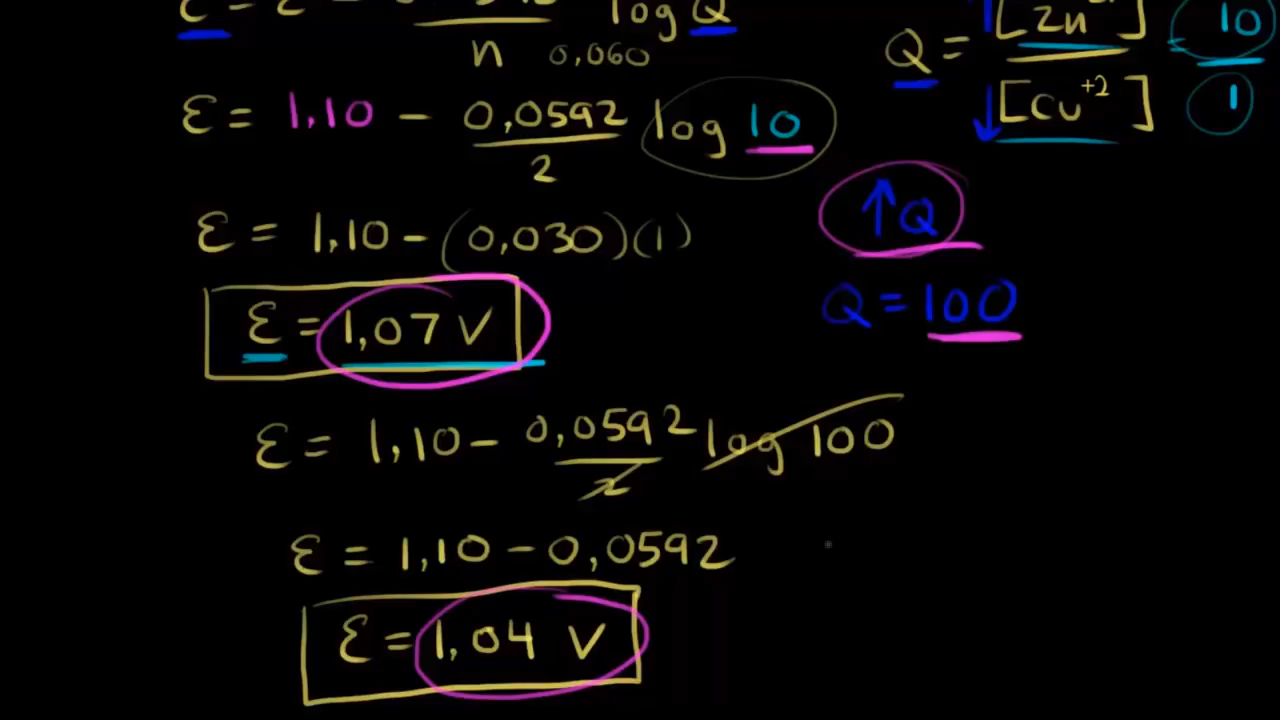 log Q
n 0,060
Q = [Zn ] = 10
[Cu+2] 1
ε = 1,10 - 0,0592/2 log 10
↑Q
ε = 1,10 - (0,030)(1)
Q = 100
ε = 1,07 V
ε = 1,10 - 0,0592/2 log 100
ε = 1,10 - 0,0592
ε = 1,04 V